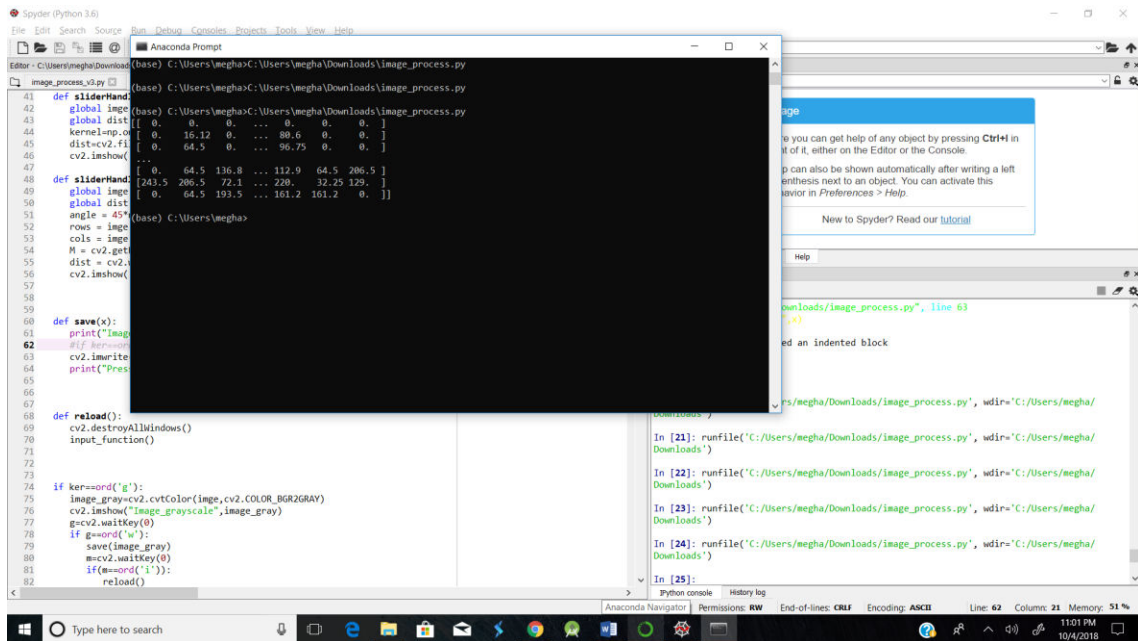 Spyder (Python 3.6)
File Edit Search Source Run Debug Consoles Projects Tools View Help
Anaconda Prompt
Editor - C:\Users\megha\Download
image_process_v3.py
41 def sliderHand
42 global imge
43 global dist
44 kernel=np.o
45 dist=cv2.fi
46 cv2.imshow(
47
48 def sliderHand
49 global imge
50 global dist
51 angle = 45*
52 rows = imge
53 cols = imge
54 M = cv2.get
55 dist = cv2.
56 cv2.imshow(
57
58
59
60 def save(x):
61 print("Imag
62 #if ker==or
63 cv2.imwrite
64 print("Pres
65
66
67
68 def reload():
69 cv2.destroyAllWindows()
70 input_function()
71
72
73
74 if ker==ord('g'):
75 image_gray=cv2.cvtColor(imge,cv2.COLOR_BGR2GRAY)
76 cv2.imshow("Image_grayscale",image_gray)
77 g=cv2.waitKey(0)
78 if g==ord('w'):
79 save(image_gray)
80 m=cv2.waitKey(0)
81 if(m==ord('i')):
82 reload()
(base) C:\Users\megha>C:\Users\megha\Downloads\image_process.py
(base) C:\Users\megha>C:\Users\megha\Downloads\image_process.py
(base) C:\Users\megha>C:\Users\megha\Downloads\image_process.py
[[ 0. 0. 0. ... 0. 0. 0. ]
[ 0. 16.12 0. ... 80.6 0. 0. ]
[ 0. 64.5 0. ... 96.75 0. 0. ]
...
[ 0. 64.5 136.8 ... 112.9 64.5 206.5 ]
[243.5 206.5 72.1 ... 220. 32.25 129. ]
[ 0. 64.5 193.5 ... 161.2 161.2 0. ]]
(base) C:\Users\megha>
age
e you can get help of any object by pressing Ctrl+I in
t of it, either on the Editor or the Console.
p can also be shown automatically after writing a left
enthesis next to an object. You can activate this
avior in Preferences > Help.
New to Spyder? Read our tutorial
Help
ownloads/image_process.py", line 63
ed an indented block
rs/megha/Downloads/image_process.py', wdir='C:/Users/megha/
Downloads')
In [21]: runfile('C:/Users/megha/Downloads/image_process.py', wdir='C:/Users/megha/
Downloads')
In [22]: runfile('C:/Users/megha/Downloads/image_process.py', wdir='C:/Users/megha/
Downloads')
In [23]: runfile('C:/Users/megha/Downloads/image_process.py', wdir='C:/Users/megha/
Downloads')
In [24]: runfile('C:/Users/megha/Downloads/image_process.py', wdir='C:/Users/megha/
Downloads')
In [25]:
IPython console History log
Anaconda Navigator Permissions: RW End-of-lines: CRLF Encoding: ASCII Line: 62 Column: 21 Memory: 51 %
Type here to search
11:01 PM
10/4/2018